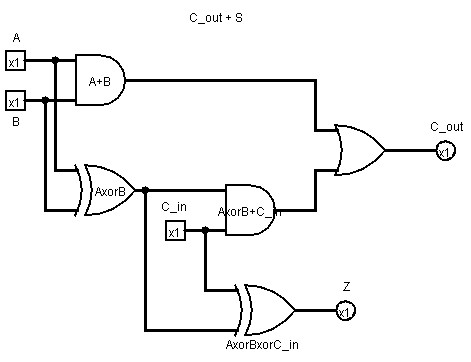 C_out + S
A
x1
A+B
x1
B
C_out
x1
AxorB
C_in
AxorB+C_in
x1
Z
x1
AxorBxorC_in